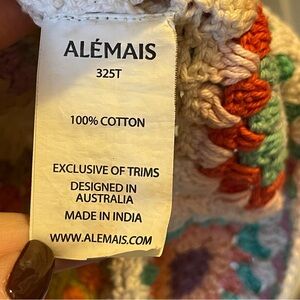 ALÉMAIS
325T
100% COTTON
EXCLUSIVE OF TRIMS
DESIGNED IN
AUSTRALIA
MADE IN INDIA
WWW.ALEMAIS.COM